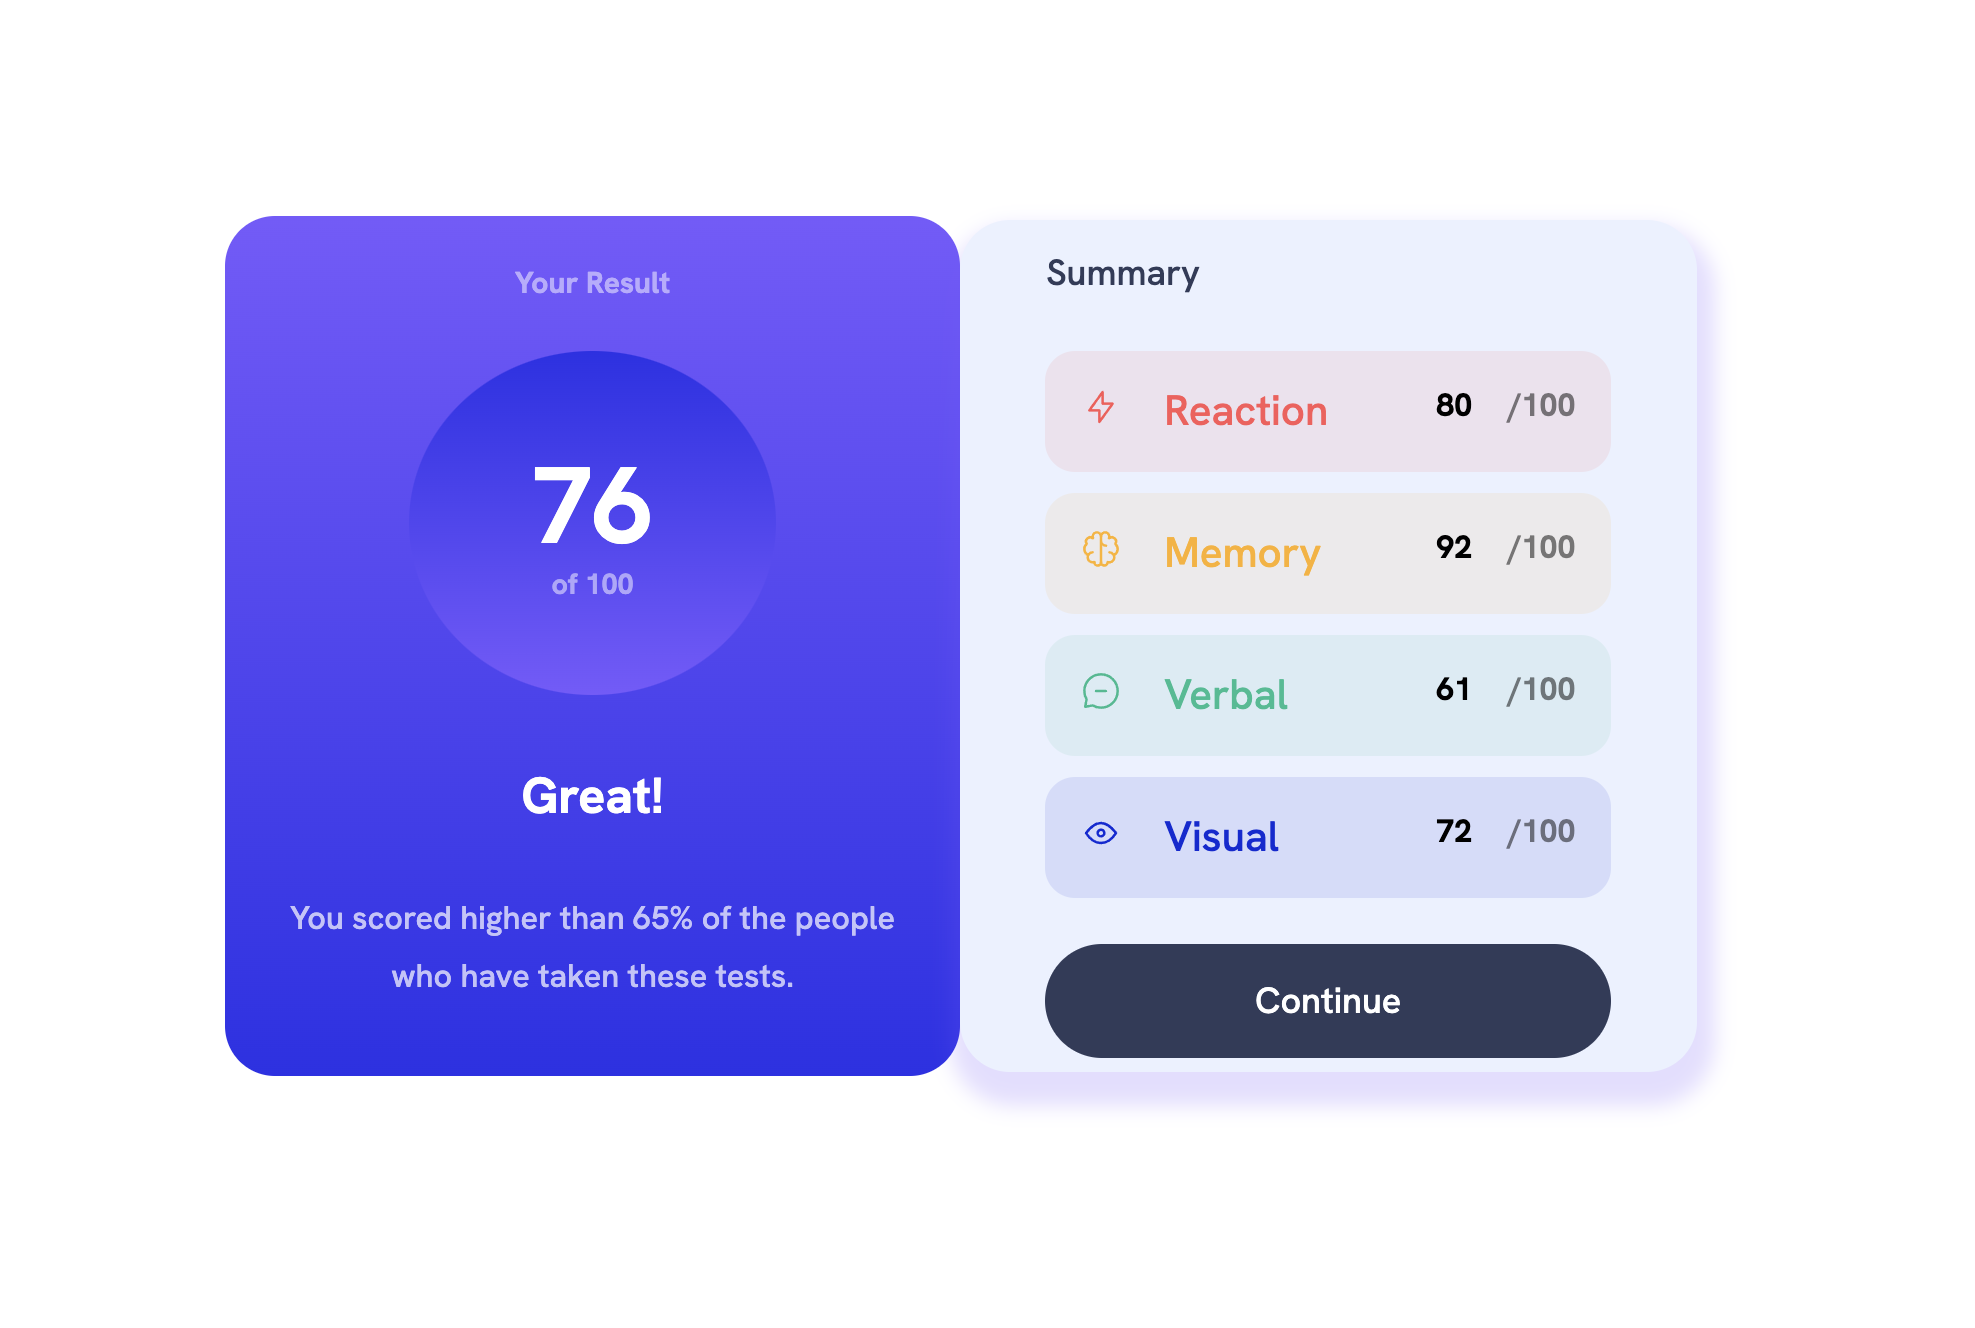 Your Result
76
of 100
Great!
You scored higher than 65% of the people
who have taken these tests.
Summary
Reaction 80 /100
Memory 92 /100
Verbal 61 /100
Visual 72 /100
Continue